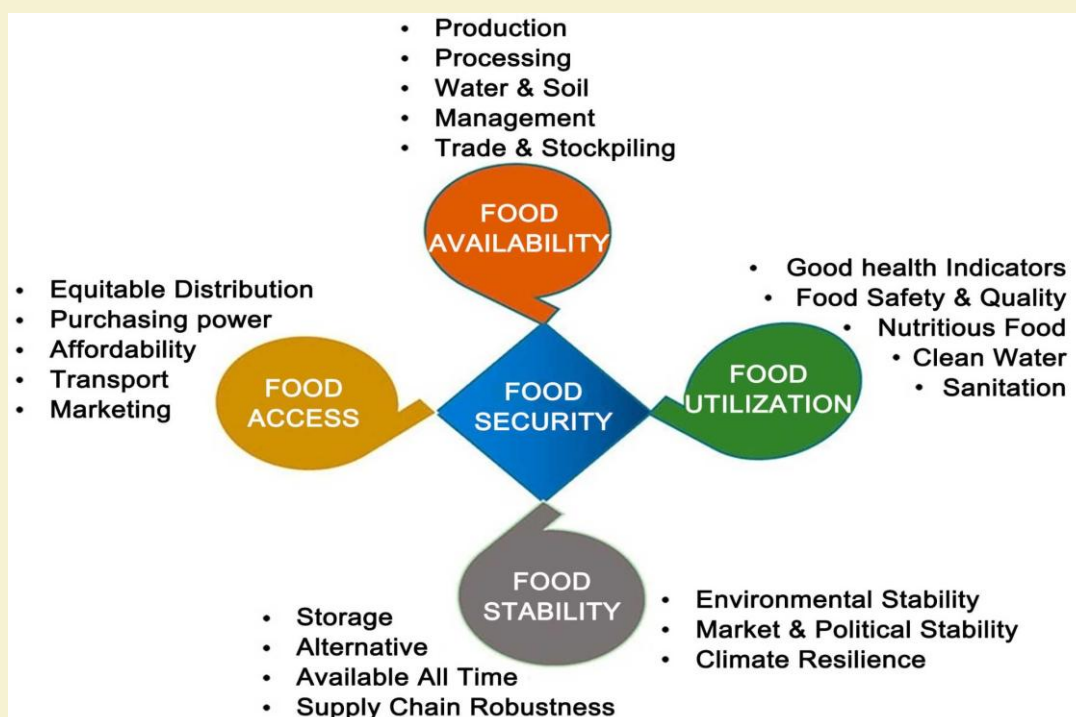 • Production
• Processing
• Water & Soil
• Management
• Trade & Stockpiling
FOOD
AVAILABILITY
• Equitable Distribution
• Purchasing power
• Affordability
• Transport
• Marketing
FOOD
ACCESS
FOOD
SECURITY
• Good health Indicators
• Food Safety & Quality
• Nutritious Food
• Clean Water
• Sanitation
FOOD
UTILIZATION
FOOD
STABILITY
• Storage
• Alternative
• Available All Time
• Supply Chain Robustness
• Environmental Stability
• Market & Political Stability
• Climate Resilience